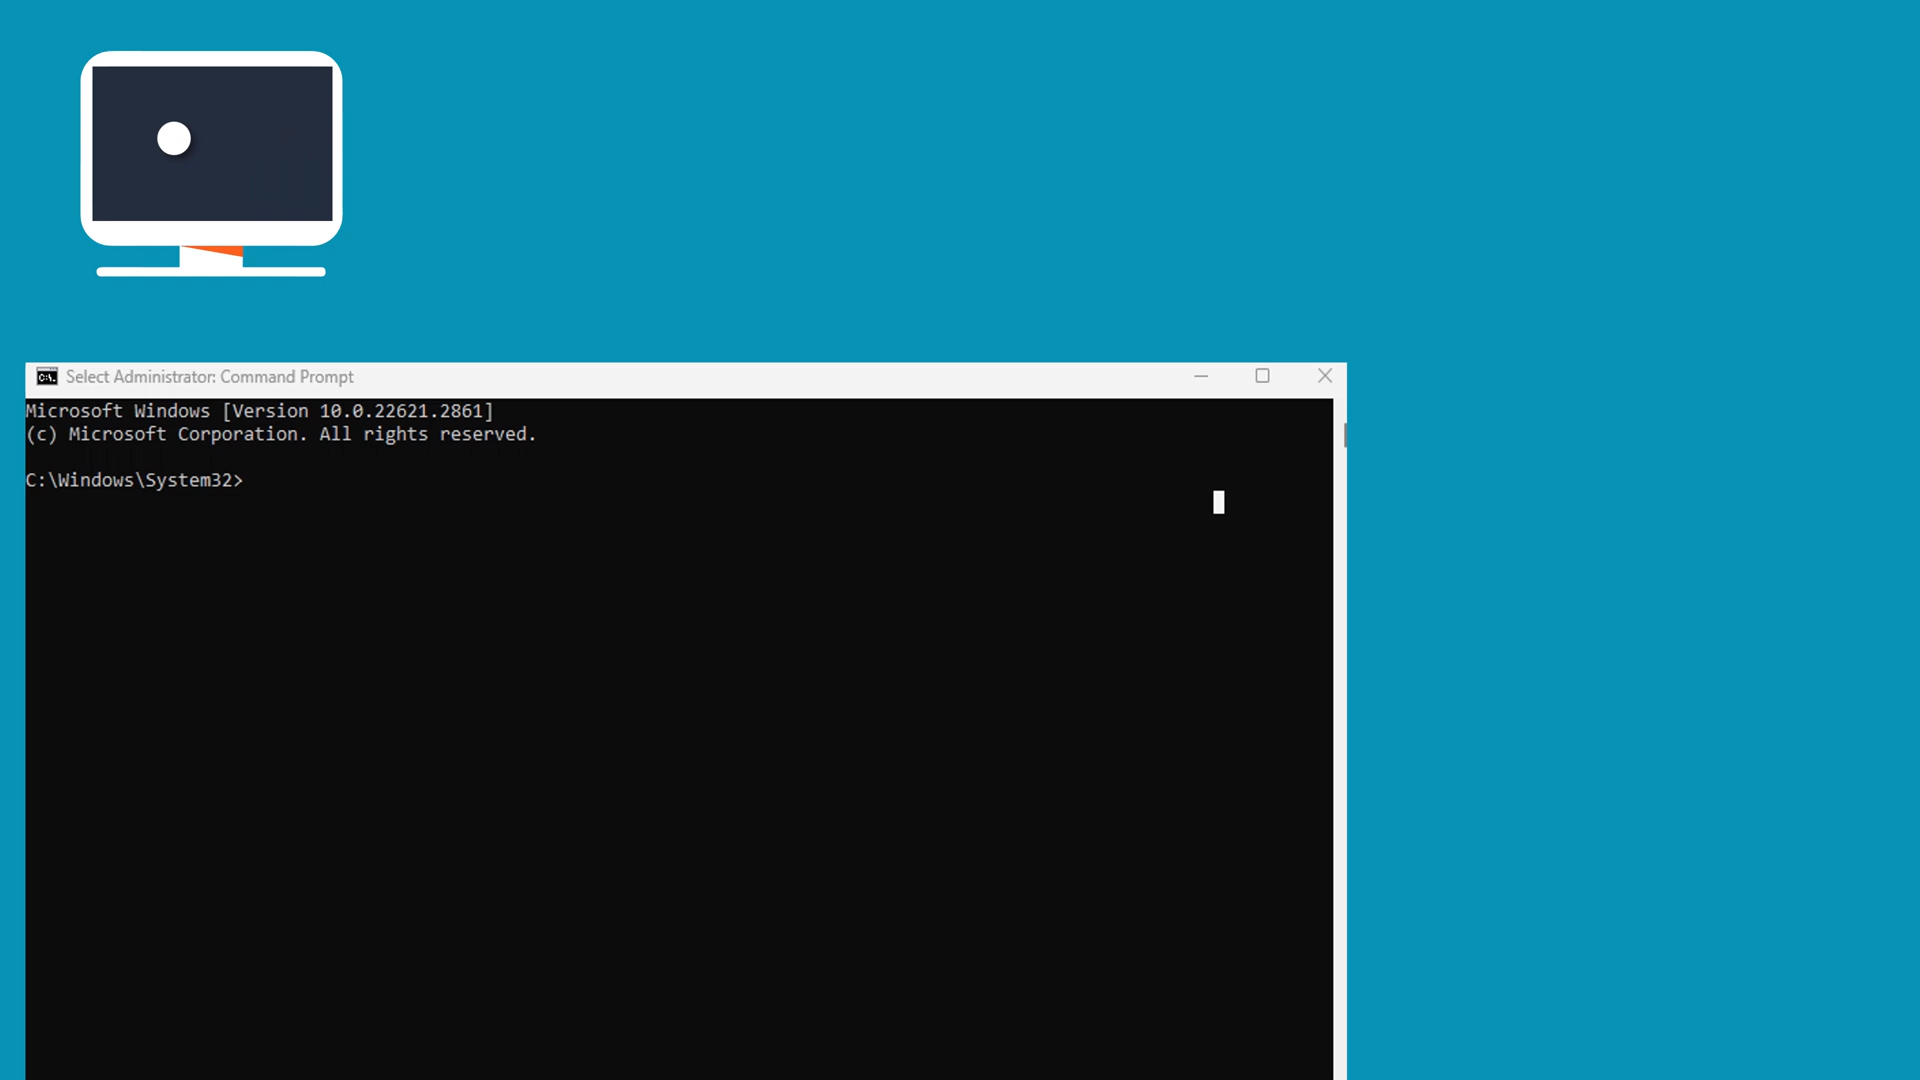 C:\.
Select Administrator: Command Prompt
Microsoft Windows [Version 10.0.22621.2861]
(c) Microsoft Corporation. All rights reserved.
C:\Windows\System32>